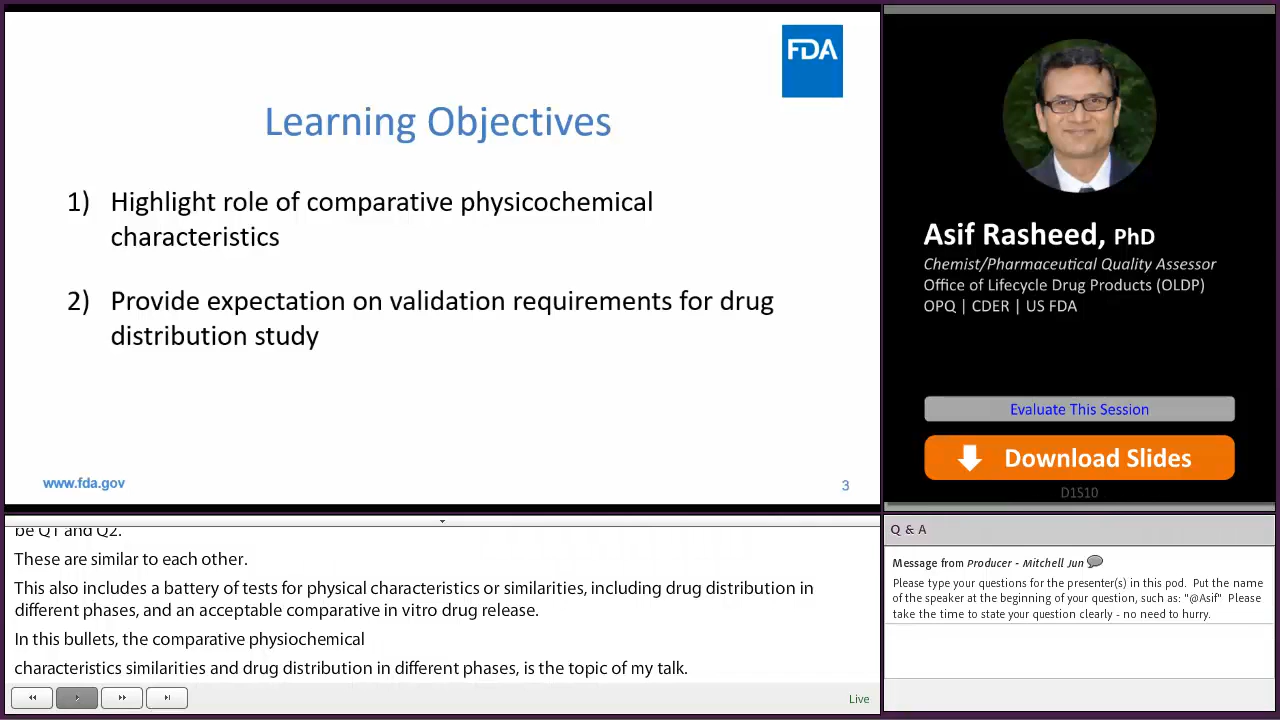 FDA
Learning Objectives
1) Highlight role of comparative physicochemical
characteristics
2) Provide expectation on validation requirements for drug
distribution study
www.fda.gov
3
Asif Rasheed, PhD
Chemist/Pharmaceutical Quality Assessor
Office of Lifecycle Drug Products (OLDP)
OPQ | CDER | US FDA
Evaluate This Session
Download Slides
D1S10
be Q1 and Q2.
These are similar to each other.
This also includes a battery of tests for physical characteristics or similarities, including drug distribution in
different phases, and an acceptable comparative in vitro drug release.
In this bullets, the comparative physiochemical
characteristics similarities and drug distribution in different phases, is the topic of my talk.
Live
Q & A
Message from Producer - Mitchell Jun
Please type your questions for the presenter(s) in this pod. Put the name
of the speaker at the beginning of your question, such as: "@Asif" Please
take the time to state your question clearly - no need to hurry.